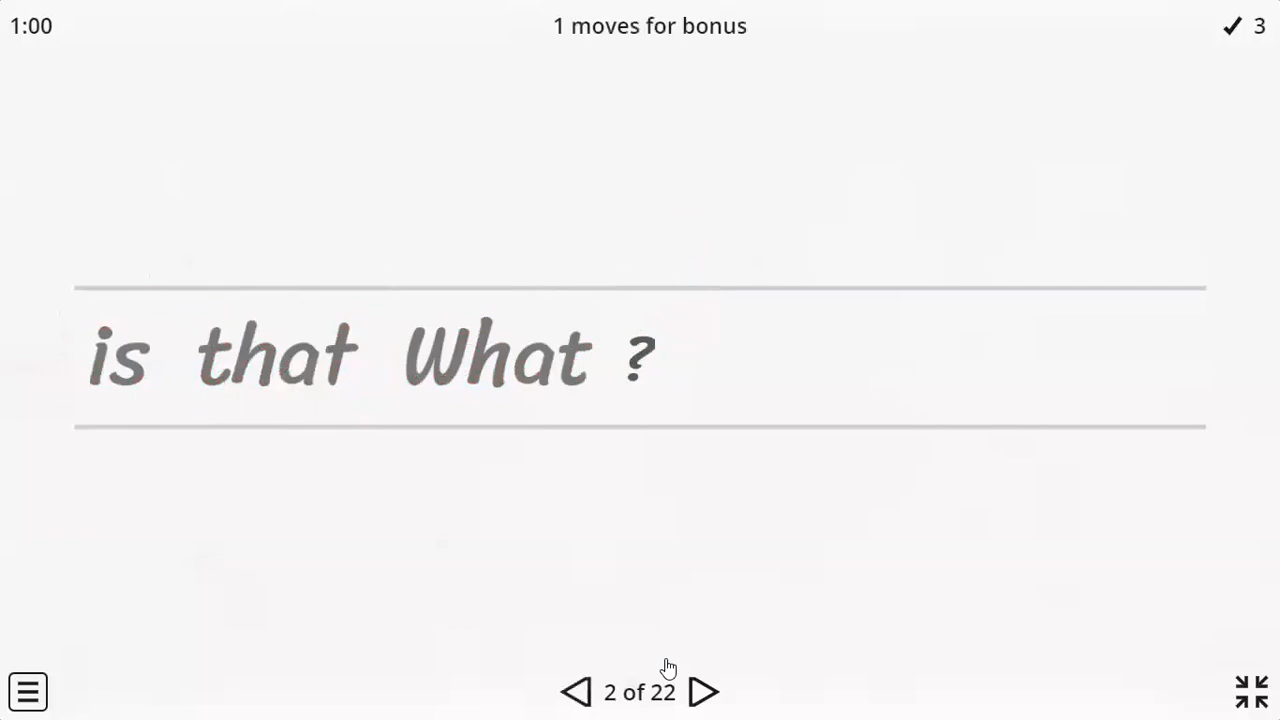 1:00
1 moves for bonus
✓ 3
is that What ?
2 of 22